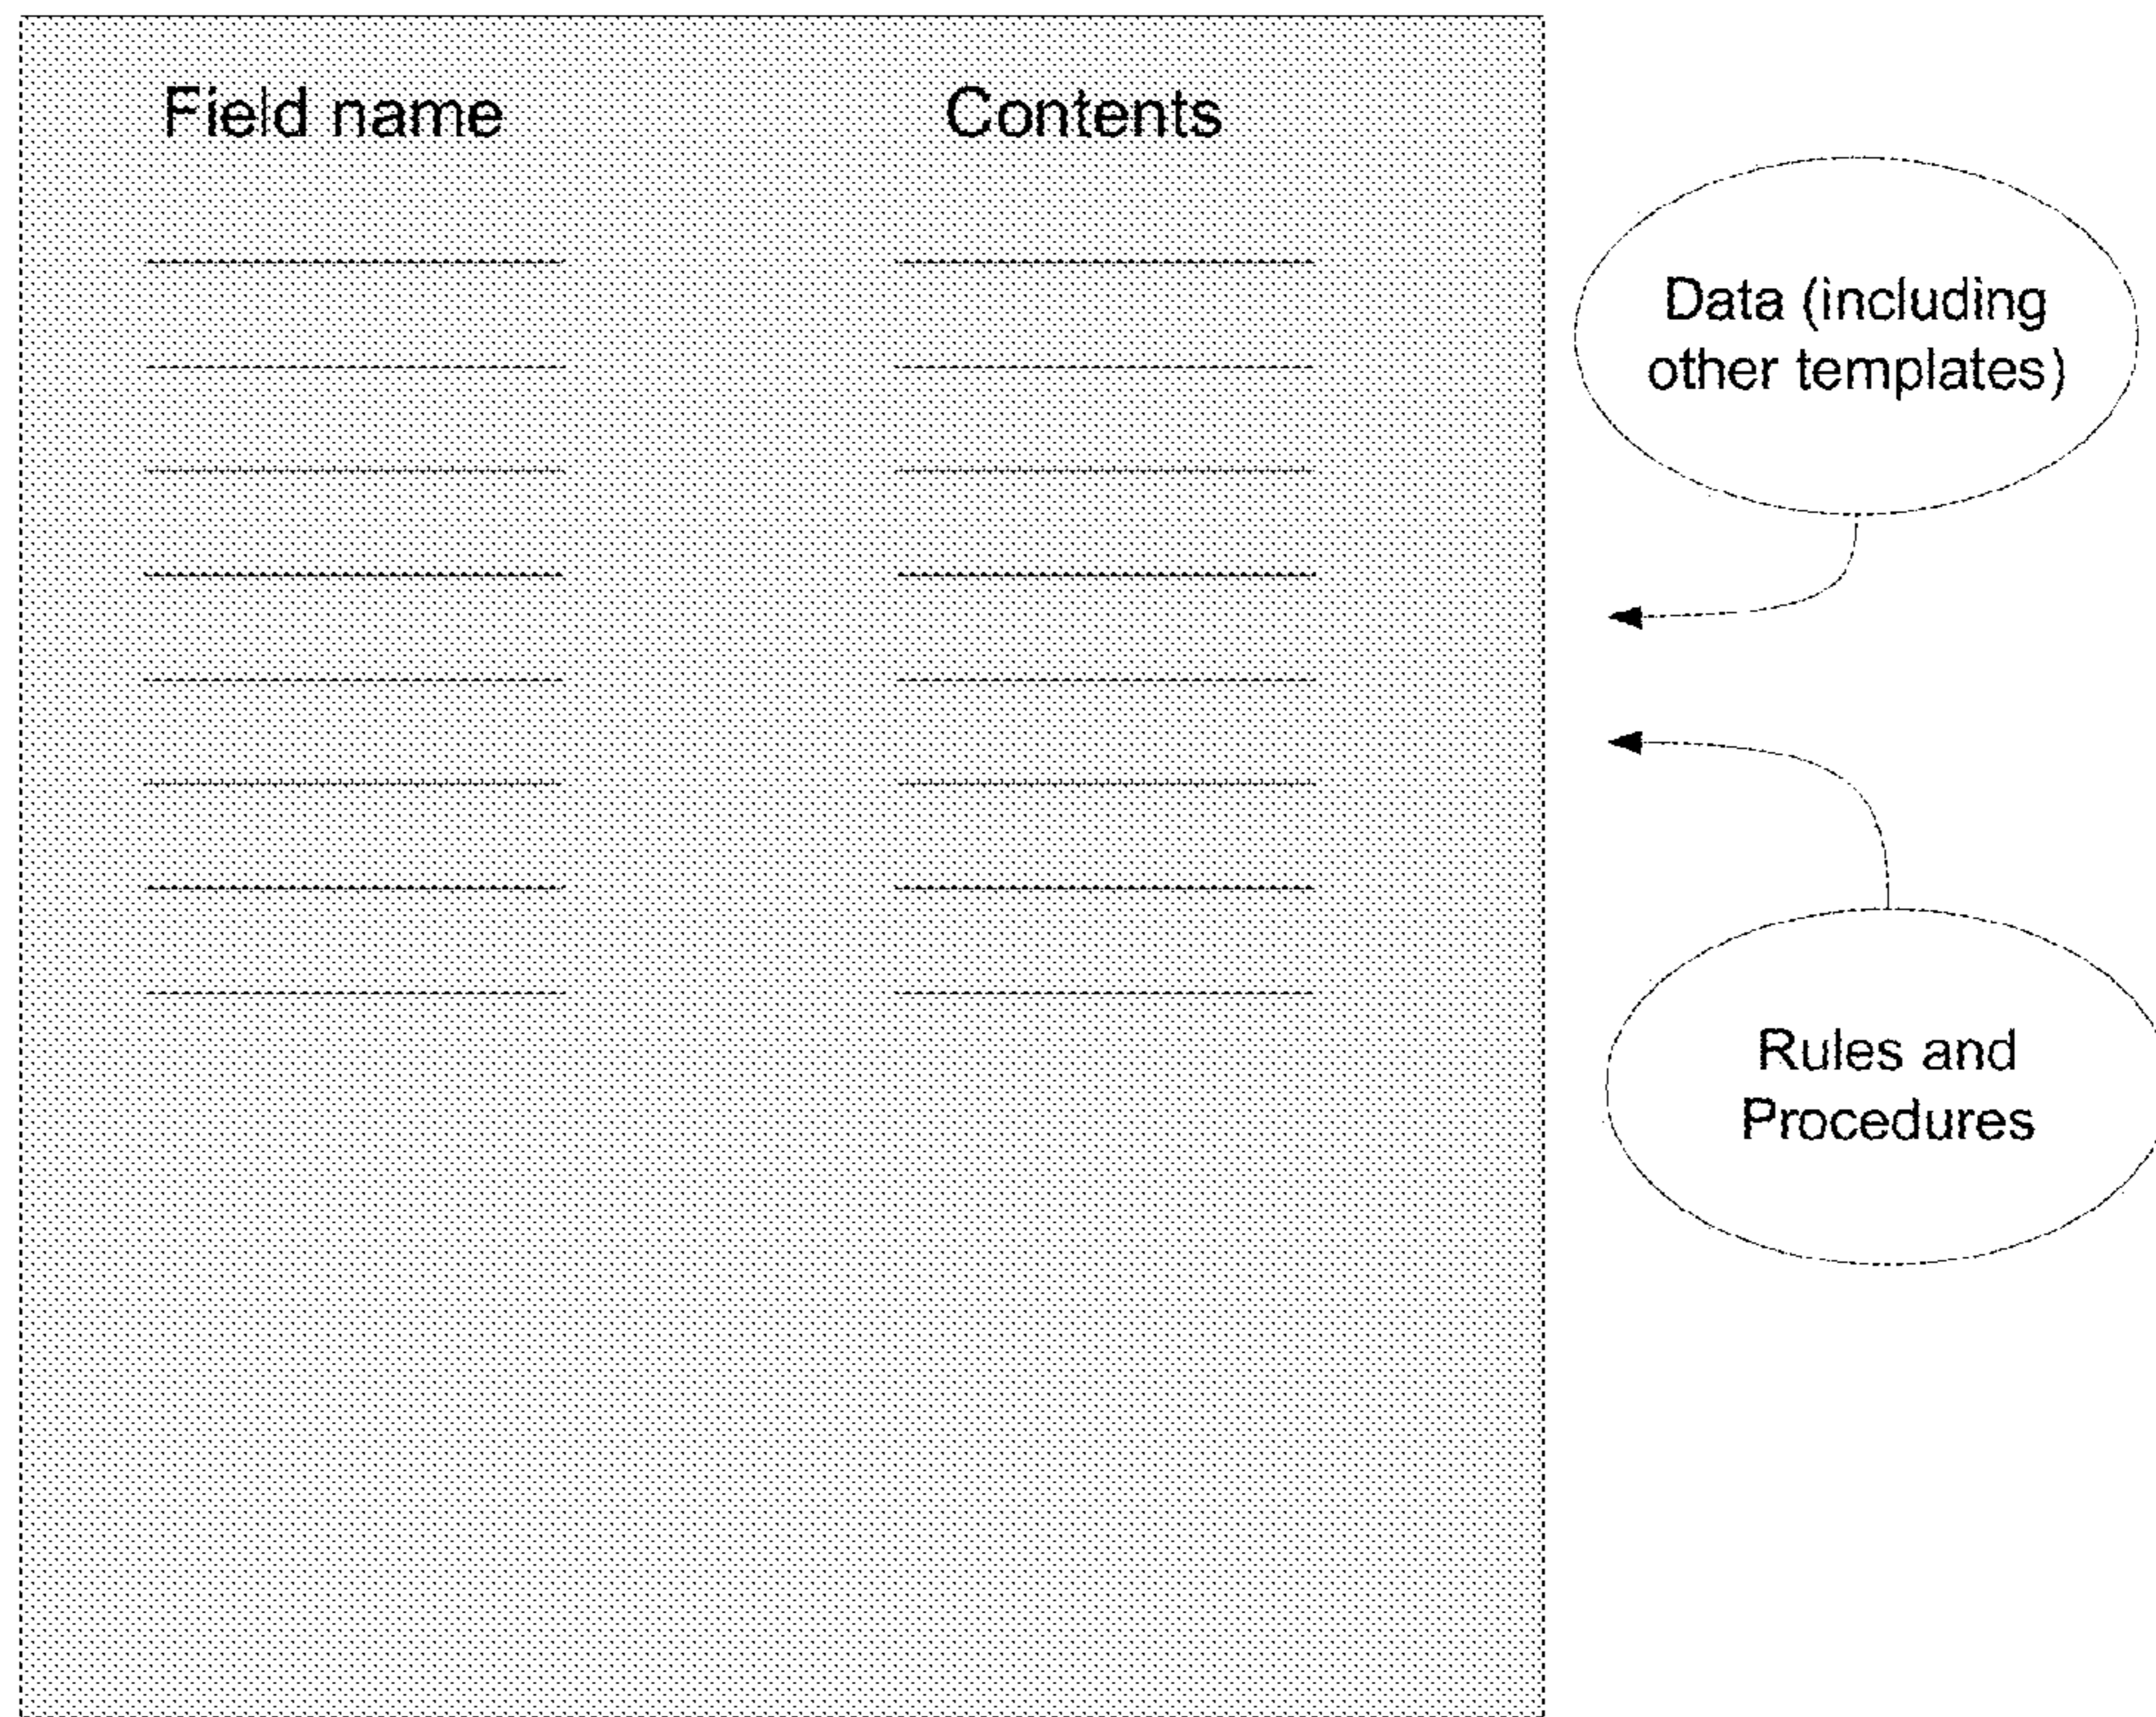 Field name
Contents
Data (including
other templates)
Rules and
Procedures